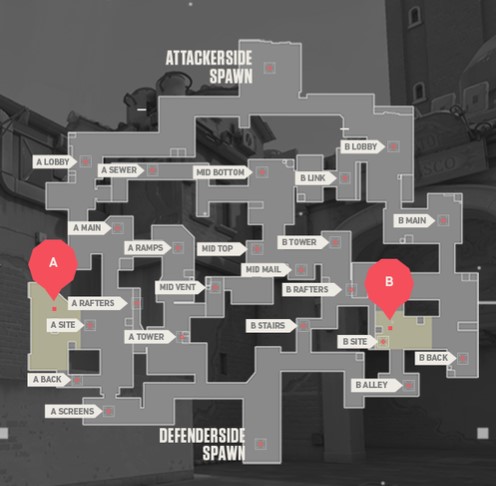 ATTACKERSIDE
SPAWN
B LOBBY
A LOBBY
A SEWER
MID BOTTOM
B LINK
A MAIN
B MAIN
A RAMPS
MID TOP
B TOWER
A
MID MAIL
B
MID VENT
B RAFTERS
A RAFTERS
A SITE
B STAIRS
A TOWER
B SITE
B BACK
A BACK
B ALLEY
A SCREENS
DEFENDERSIDE
SPAWN